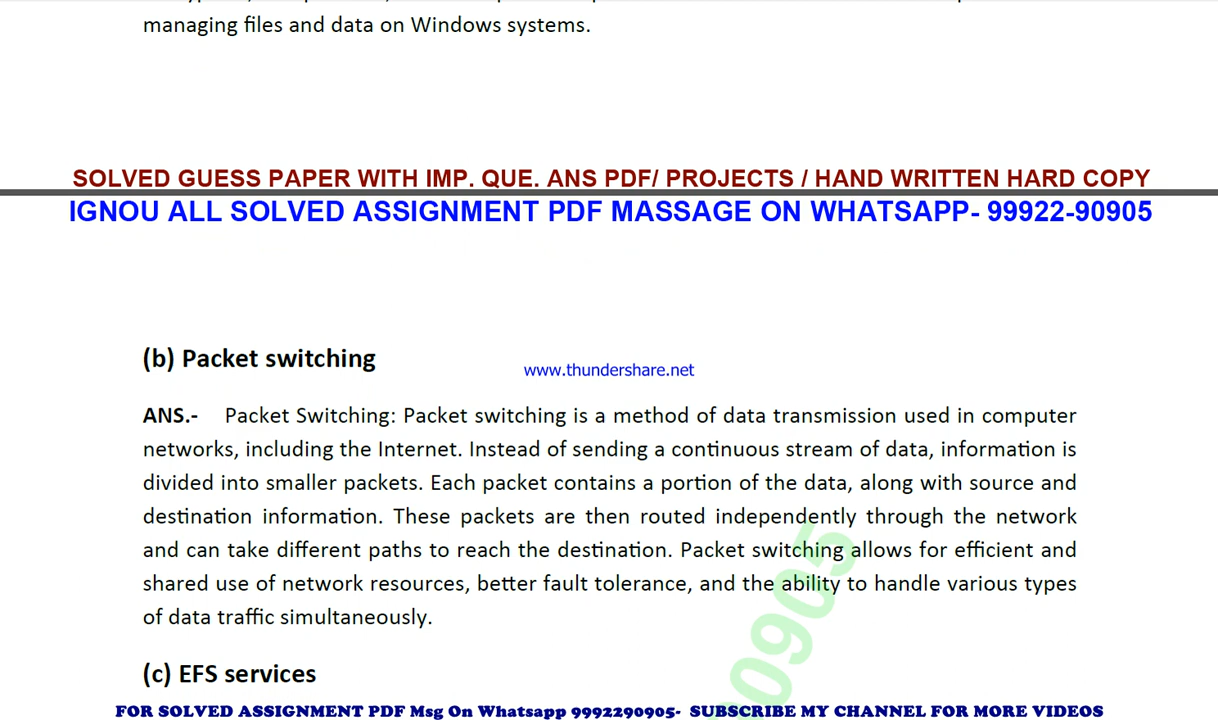 managing files and data on Windows systems.
SOLVED GUESS PAPER WITH IMP. QUE. ANS PDF/ PROJECTS / HAND WRITTEN HARD COPY
IGNOU ALL SOLVED ASSIGNMENT PDF MASSAGE ON WHATSAPP- 99922-90905
(b) Packet switching
www.thundershare.net
ANS.- Packet Switching: Packet switching is a method of data transmission used in computer
networks, including the Internet. Instead of sending a continuous stream of data, information is
divided into smaller packets. Each packet contains a portion of the data, along with source and
destination information. These packets are then routed independently through the network
and can take different paths to reach the destination. Packet switching allows for efficient and
shared use of network resources, better fault tolerance, and the ability to handle various types
of data traffic simultaneously.
(c) EFS services
90905
FOR SOLVED ASSIGNMENT PDF Msg On Whatsapp 9992290905- SUBSCRIBE MY CHANNEL FOR MORE VIDEOS